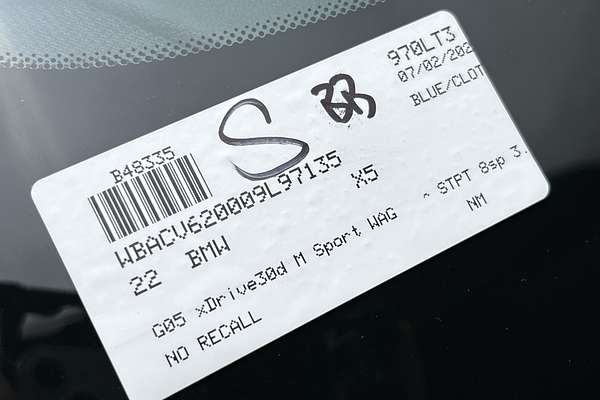 B48335
970LT3
07/02/202
BLUE/CLOT
S
WBACV620009L97135
22 BMW X5
G05 xDrive30d M Sport WAG ^ STPT 8sp 3.
NO RECALL NM